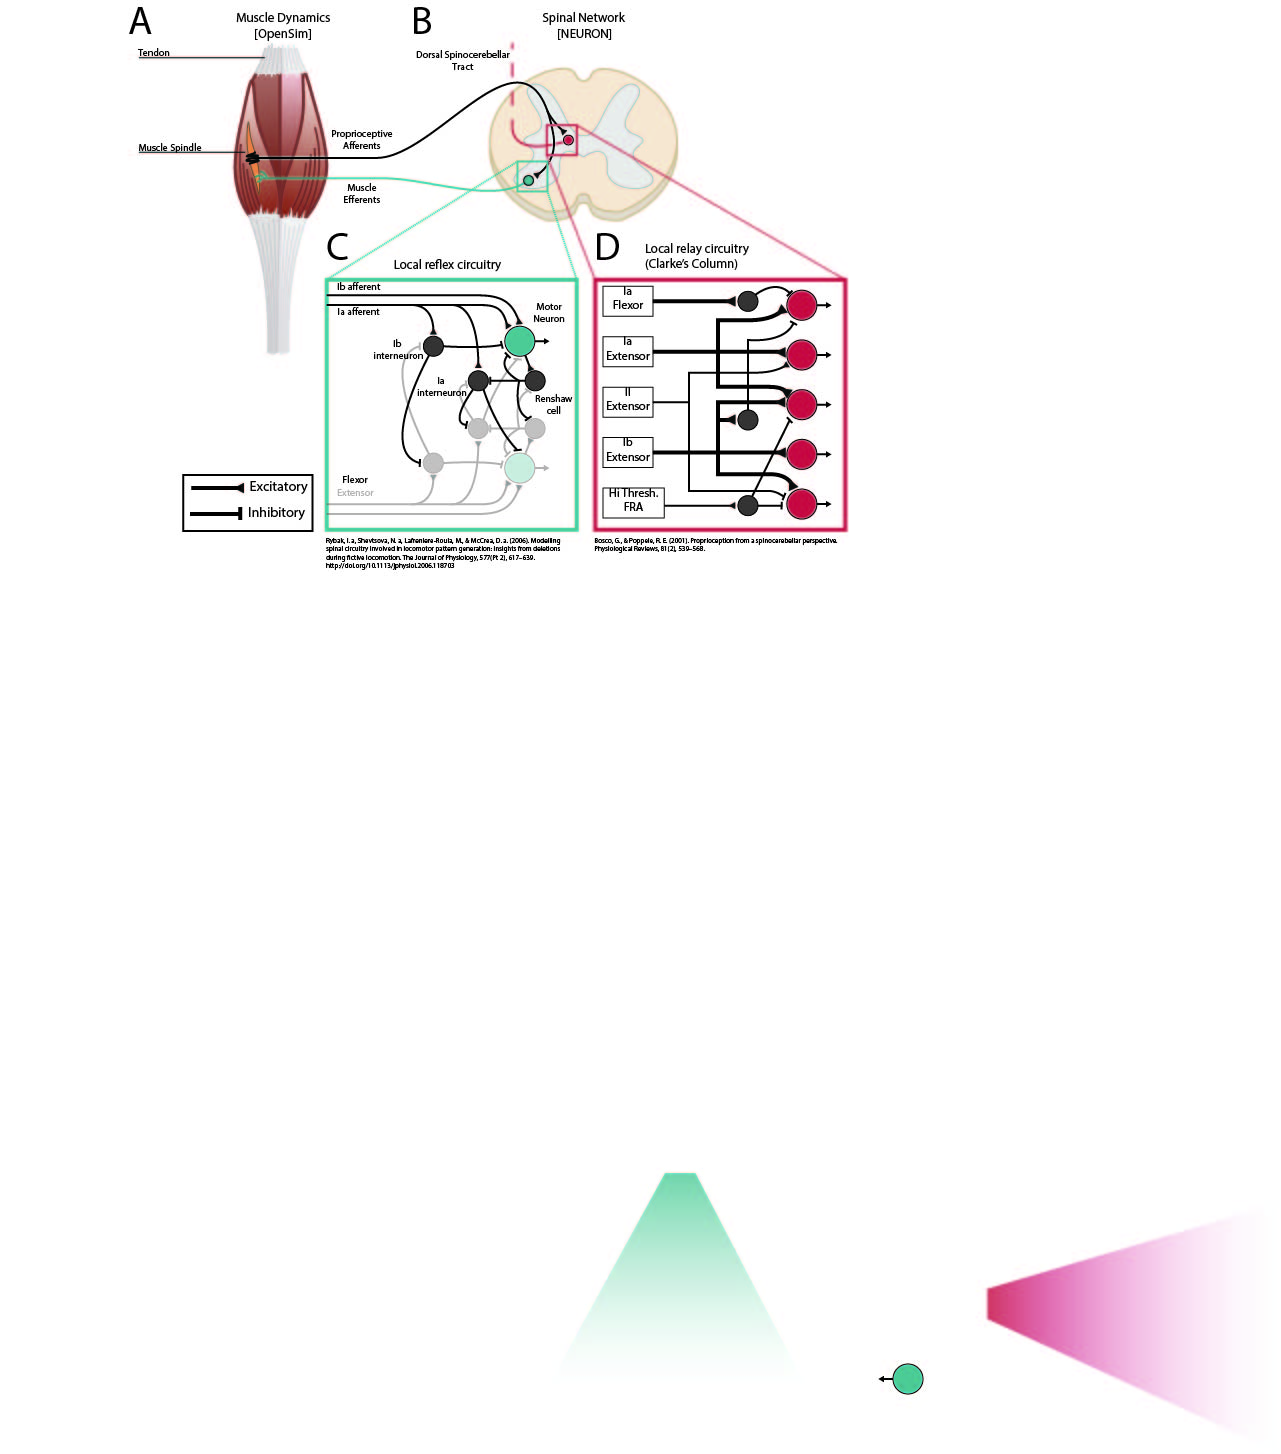 A
Muscle Dynamics
[OpenSim]
Tendon
Muscle Spindle
Proprioceptive
Afferents
Muscle
Efferents
B
Spinal Network
[NEURON]
Dorsal Spinocerebellar
Tract
C
Local reflex circuitry
Ib afferent
Ia afferent
Motor
Neuron
Ib
interneuron
Ia
interneuron
Renshaw
cell
Flexor
Extensor
D
Local relay circuitry
(Clarke's Column)
Ia
Flexor
Ia
Extensor
II
Extensor
Ib
Extensor
Hi Thresh.
FRA
Excitatory
Inhibitory
Rybak, I. a, Shevtsova, N. a, Lafreniere-Roula, M., & McCrea, D. a. (2006). Modelling
spinal circuitry involved in locomotor pattern generation: insights from deletions
during fictive locomotion. The Journal of Physiology, 577(Pt 2), 617–639.
http://doi.org/10.1113/jphysiol.2006.118703
Bosco, G., & Poppele, R. E. (2001). Proprioception from a spinocerebellar perspective.
Physiological Reviews, 81(2), 539–568.